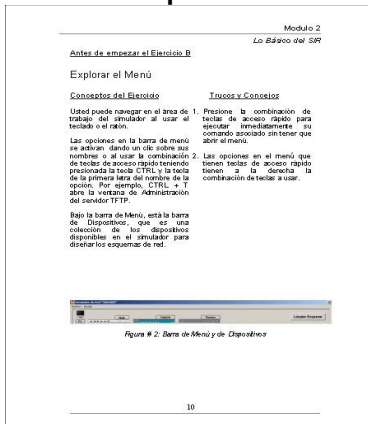 Modulo 2
Lo Básico del SIR
Antes de empezar el Ejercicio B
Explorar el Menú
Conceptos del Ejercicio
Usted puede navegar en el área de
trabajo del simulador al usar el
teclado o el ratón.
Las opciones en la barra de menú
se activan dando un clic sobre sus
nombres o al usar la combinación
de teclas de acceso rápido teniendo
presionada la tecla CTRL y la tecla
de la primera letra del nombre de la
opción. Por ejemplo, CTRL + T
abre la ventana de Administración
del servidor TFTP.
Bajo la barra de Menú, está la barra
de Dispositivos, que es una
colección de los dispositivos
disponibles en el simulador para
diseñar los esquemas de red.
Trucos y Concejos
1. Presione la combinación de
teclas de acceso rápido para
ejecutar inmediatamente su
comando asociado sin tener que
abrir el menú.
2. Las opciones en el menú que
tienen teclas de acceso rápido
tienen a la derecha la
combinación de teclas a usar.
Limpiar Esquema
Figura # 2: Barra de Menú y de Dispositivos
10